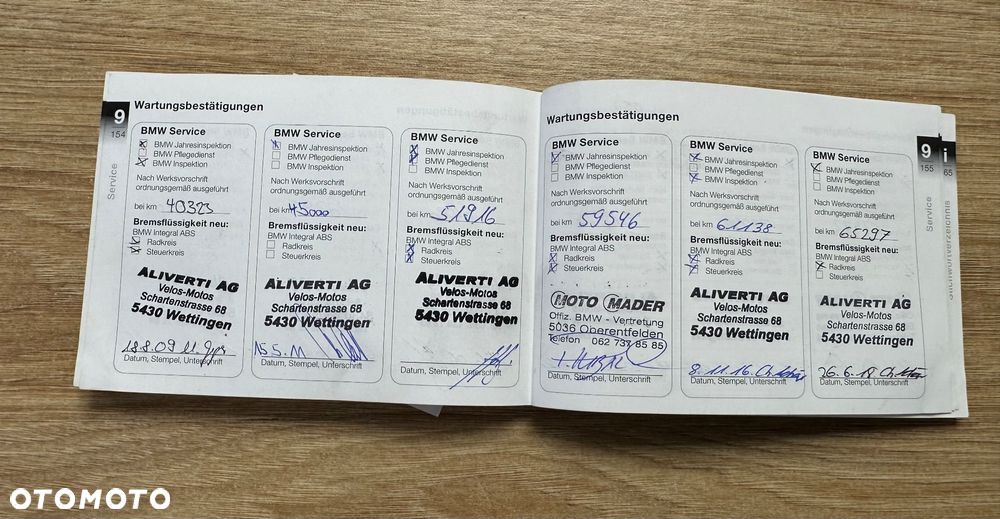 9
154
Service
Wartungsbestätigungen
BMW Service
BMW Jahresinspektion
BMW Pflegedienst
BMW Inspektion
Nach Werksvorschrift
ordnungsgemäß ausgeführt
bei km 40323
Bremsflüssigkeit neu:
BMW Integral ABS
Radkreis
Steuerkreis
ALIVERTI AG
Velos-Motos
Schartenstrasse 68
5430 Wettingen
18.8.09
Datum, Stempel, Unterschrift
BMW Service
BMW Jahresinspektion
BMW Pflegedienst
BMW Inspektion
Nach Werksvorschrift
ordnungsgemäß ausgeführt
bei km 45000
Bremsflüssigkeit neu:
BMW Integral ABS
Radkreis
Steuerkreis
ALIVERTI AG
Velos-Motos
Schartenstrasse 68
5430 Wettingen
15.5.11
Datum, Stempel, Unterschrift
BMW Service
BMW Jahresinspektion
BMW Pflegedienst
BMW Inspektion
Nach Werksvorschrift
ordnungsgemäß ausgeführt
bei km 51916
Bremsflüssigkeit neu:
BMW Integral ABS
Radkreis
Steuerkreis
ALIVERTI AG
Velos-Motos
Schartenstrasse 68
5430 Wettingen
Datum, Stempel, Unterschrift
Wartungsbestätigungen
BMW Service
BMW Jahresinspektion
BMW Pflegedienst
BMW Inspektion
Nach Werksvorschrift
ordnungsgemäß ausgeführt
bei km 59546
Bremsflüssigkeit neu:
BMW Integral ABS
Radkreis
Steuerkreis
MOTO MADER
Offiz. BMW - Vertretung
5036 Oberentfelden
Telefon 062 737 85 85
Datum, Stempel, Unterschrift
BMW Service
BMW Jahresinspektion
BMW Pflegedienst
BMW Inspektion
Nach Werksvorschrift
ordnungsgemäß ausgeführt
bei km 61138
Bremsflüssigkeit neu:
BMW Integral ABS
Radkreis
Steuerkreis
ALIVERTI AG
Velos-Motos
Schartenstrasse 68
5430 Wettingen
8.11.16
Datum, Stempel, Unterschrift
BMW Service
BMW Jahresinspektion
BMW Pflegedienst
BMW Inspektion
Nach Werksvorschrift
ordnungsgemäß ausgeführt
bei km 65297
Bremsflüssigkeit neu:
BMW Integral ABS
Radkreis
Steuerkreis
ALIVERTI AG
Velos-Motos
Schartenstrasse 68
5430 Wettingen
26.6.18
Datum, Stempel, Unterschrift
9
155
Service
i
65
Stichwortverzeichnis
OTOMOTO